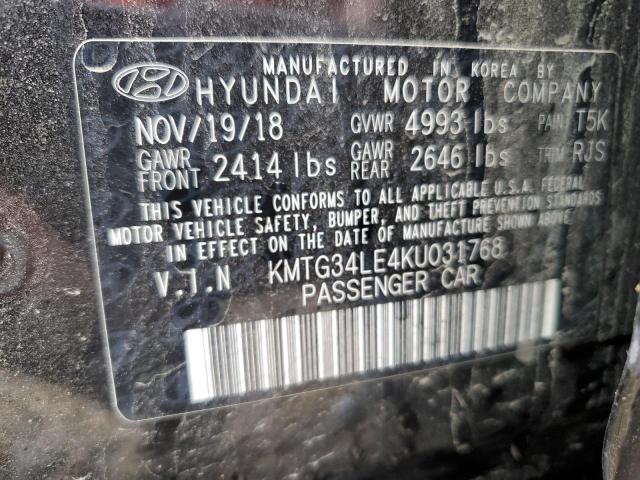 MANUFACTURED IN KOREA BY
HYUNDAI MOTOR COMPANY
NOV/19/18 GVWR 4993 lbs PAINT T5K
GAWR FRONT 2414 lbs GAWR REAR 2646 lbs TRIM RJS
THIS VEHICLE CONFORMS TO ALL APPLICABLE U.S.A. FEDERAL
MOTOR VEHICLE SAFETY, BUMPER, AND THEFT PREVENTION STANDARDS
IN EFFECT ON THE DATE OF MANUFACTURE SHOWN ABOVE.
V.I.N KMTG34LE4KU031768
PASSENGER CAR